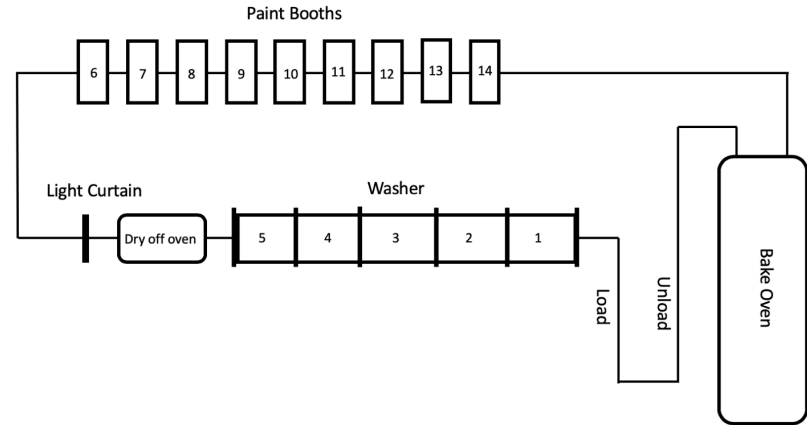 Paint Booths
6 7 8 9 10 11 12 13 14
Light Curtain
Washer
Dry off oven
5 4 3 2 1
Load
Unload
Bake Oven